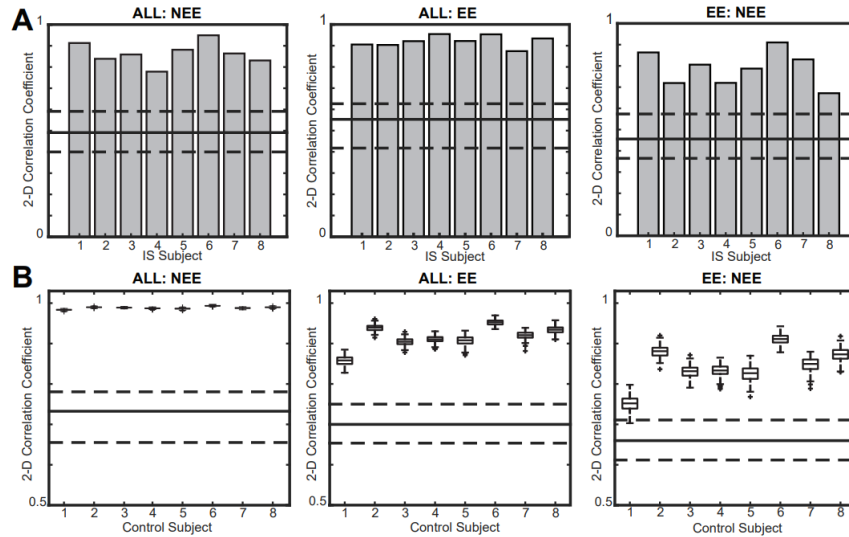 A
ALL: NEE
2-D Correlation Coefficient
1
0
1 2 3 4 5 6 7 8
IS Subject
ALL: EE
2-D Correlation Coefficient
1
0
1 2 3 4 5 6 7 8
IS Subject
EE: NEE
2-D Correlation Coefficient
1
0
1 2 3 4 5 6 7 8
IS Subject
B
ALL: NEE
2-D Correlation Coefficient
1
0.5
1 2 3 4 5 6 7 8
Control Subject
ALL: EE
2-D Correlation Coefficient
1
0.5
1 2 3 4 5 6 7 8
Control Subject
EE: NEE
2-D Correlation Coefficient
1
0.5
1 2 3 4 5 6 7 8
Control Subject